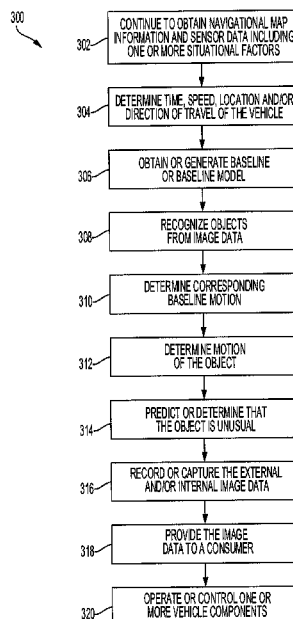 300
302
CONTINUE TO OBTAIN NAVIGATIONAL MAP
INFORMATION AND SENSOR DATA INCLUDING
ONE OR MORE SITUATIONAL FACTORS
304
DETERMINE TIME, SPEED, LOCATION AND/OR
DIRECTION OF TRAVEL OF THE VEHICLE
306
OBTAIN OR GENERATE BASELINE
OR BASELINE MODEL
308
RECOGNIZE OBJECTS
FROM IMAGE DATA
310
DETERMINE CORRESPONDING
BASELINE MOTION
312
DETERMINE MOTION
OF THE OBJECT
314
PREDICT OR DETERMINE THAT
THE OBJECT IS UNUSUAL
316
RECORD OR CAPTURE THE EXTERNAL
AND/OR INTERNAL IMAGE DATA
318
PROVIDE THE IMAGE
DATA TO A CONSUMER
320
OPERATE OR CONTROL ONE OR
MORE VEHICLE COMPONENTS